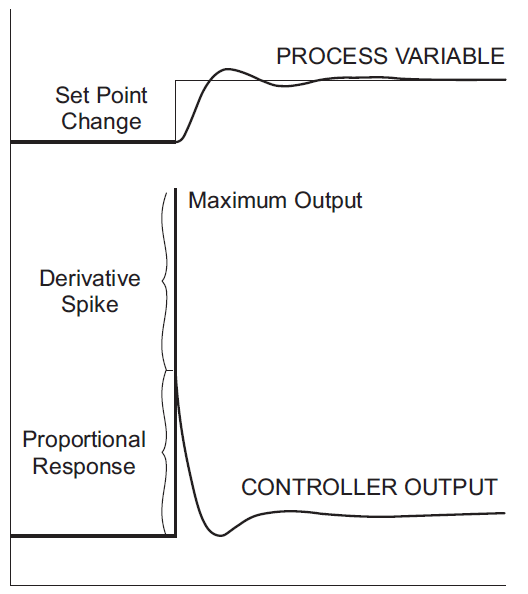 PROCESS VARIABLE
Set Point
Change
Maximum Output
Derivative
Spike
Proportional
Response
CONTROLLER OUTPUT